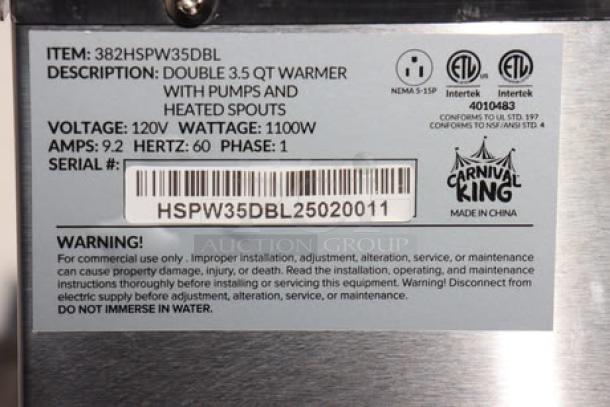 ITEM: 382HSPW35DBL
DESCRIPTION: DOUBLE 3.5 QT WARMER
WITH PUMPS AND
HEATED SPOUTS
VOLTAGE: 120V WATTAGE: 1100W
AMPS: 9.2 HERTZ: 60 PHASE: 1
SERIAL #:
HSPW35DBL25020011
NEMA 5-15P
ETL US
Intertek
ETL
Intertek
4010483
CONFORMS TO UL STD. 197
CONFORMS TO NSF/ANSI STD. 4
CARNIVAL
KING
MADE IN CHINA
WARNING!
AUCTION GROUP
For commercial use only . Improper installation, adjustment, alteration, service, or maintenance
can cause property damage, injury, or death. Read the installation, operating, and maintenance
instructions thoroughly before installing or servicing this equipment. Warning! Disconnect from
electric supply before adjustment, alteration, service, or maintenance.
DO NOT IMMERSE IN WATER.